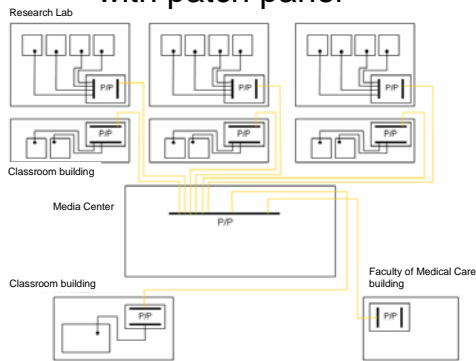 with patch panel
Research Lab
P/P
P/P
P/P
P/P
P/P
P/P
Classroom building
Media Center
P/P
Classroom building
Faculty of Medical Care
building
P/P
P/P